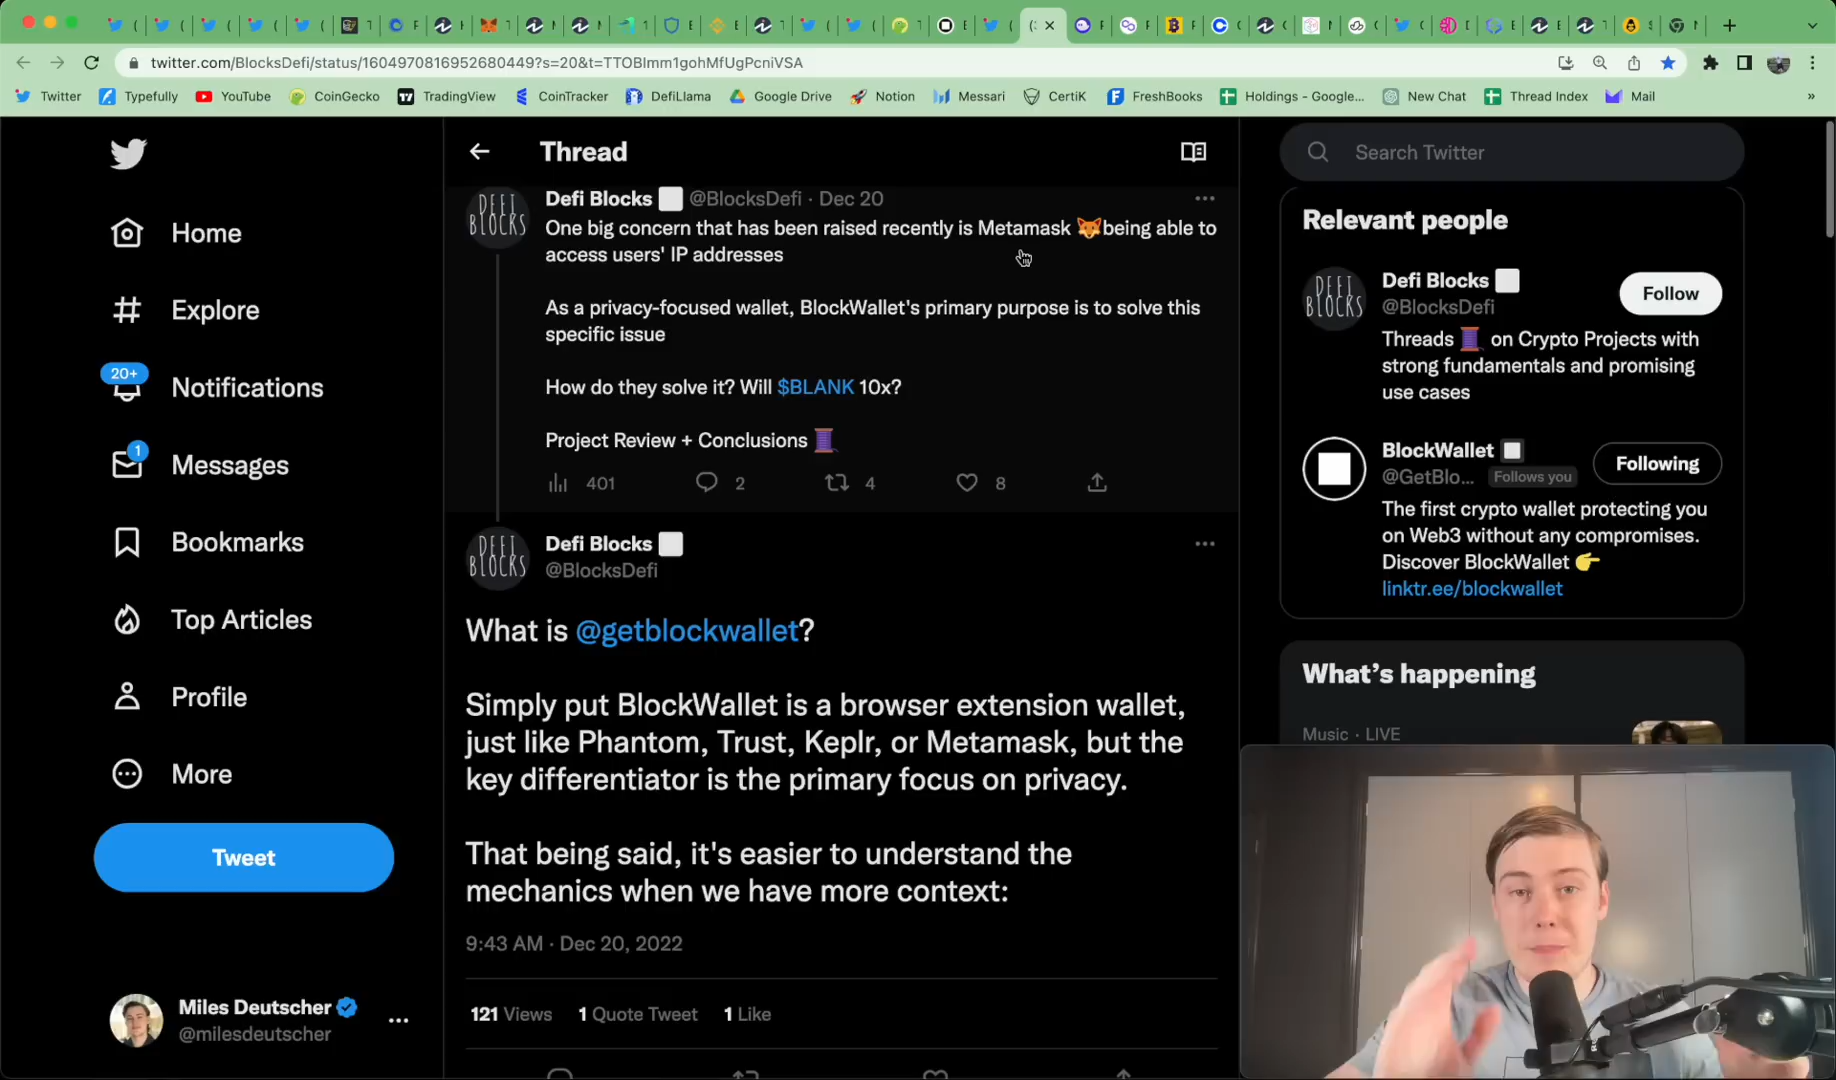 twitter.com/BlocksDefi/status/1604970816952680449?s=20&t=TTOBlmm1gohMfUgPcniVSA
Twitter
Typefully
YouTube
CoinGecko
TradingView
CoinTracker
DefiLlama
Google Drive
Notion
Messari
CertiK
FreshBooks
Holdings - Google...
New Chat
Thread Index
Mail
»
Home
Explore
20+
Notifications
1
Messages
Bookmarks
Top Articles
Profile
More
Tweet
Miles Deutscher
@milesdeutscher
Thread
DEFI BLOCKS
Defi Blocks @BlocksDefi · Dec 20
One big concern that has been raised recently is Metamask 🦊being able to
access users' IP addresses
As a privacy-focused wallet, BlockWallet's primary purpose is to solve this
specific issue
How do they solve it? Will $BLANK 10x?
Project Review + Conclusions 🧵
401 2 4 8
DEFI BLOCKS
Defi Blocks
@BlocksDefi
What is @getblockwallet?
Simply put BlockWallet is a browser extension wallet,
just like Phantom, Trust, Keplr, or Metamask, but the
key differentiator is the primary focus on privacy.
That being said, it's easier to understand the
mechanics when we have more context:
9:43 AM · Dec 20, 2022
121 Views 1 Quote Tweet 1 Like
Search Twitter
Relevant people
DEFI BLOCKS
Defi Blocks
@BlocksDefi
Follow
Threads 🧵 on Crypto Projects with
strong fundamentals and promising
use cases
BlockWallet
@GetBlo... Follows you
Following
The first crypto wallet protecting you
on Web3 without any compromises.
Discover BlockWallet 👉
linktr.ee/blockwallet
What's happening
Music · LIVE